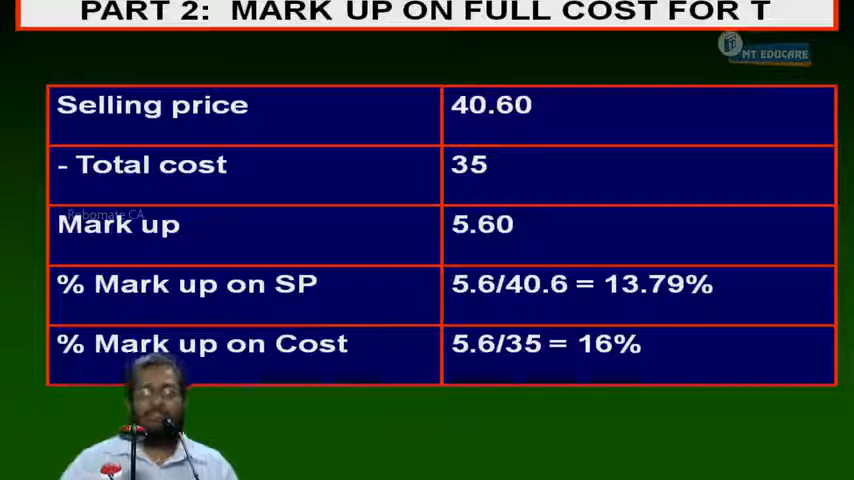 PART 2: MARK UP ON FULL COST FOR T
MT EDUCARE
Selling price 40.60
- Total cost 35
Robomate CA
Mark up 5.60
% Mark up on SP 5.6/40.6 = 13.79%
% Mark up on Cost 5.6/35 = 16%